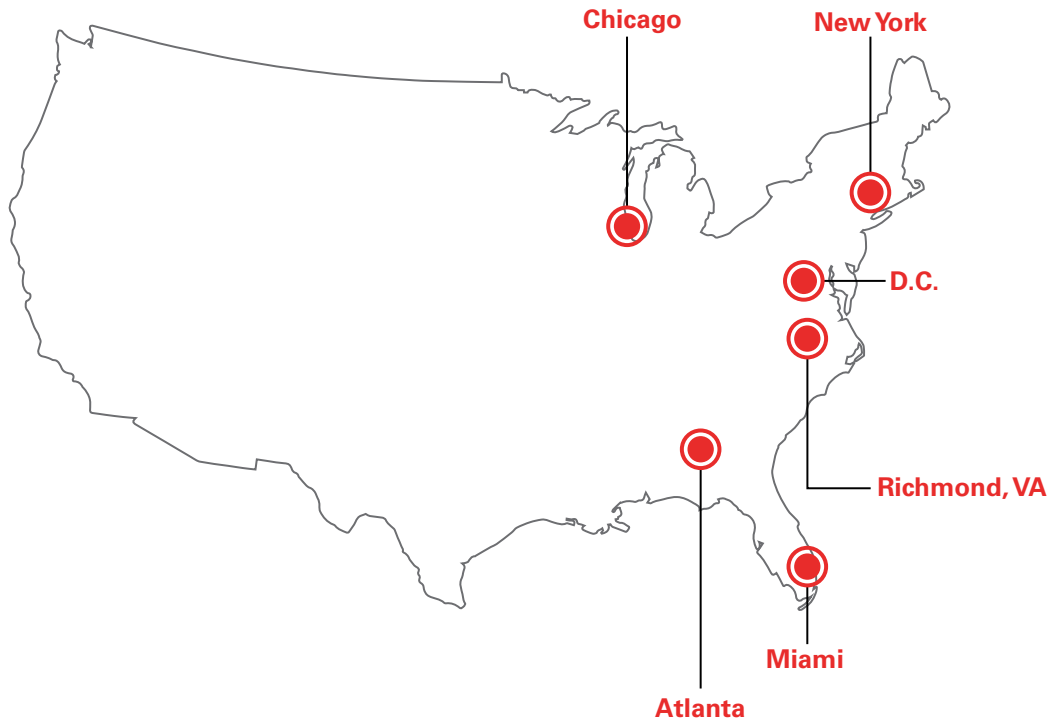 Chicago
New York
D.C.
Richmond, VA
Miami
Atlanta